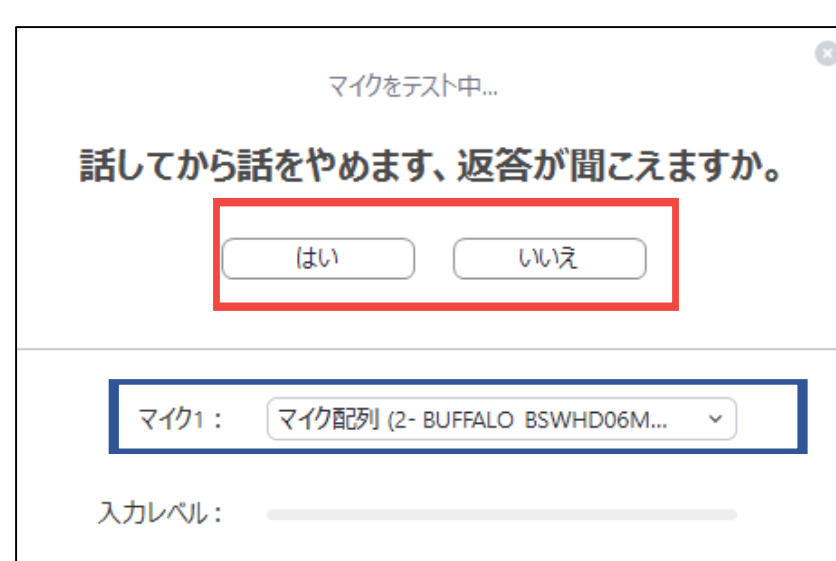 マイクをテスト中...
話してから話をやめます、返答が聞こえますか。
はい いいえ
マイク1： マイク配列 (2- BUFFALO BSWHD06M...
入力レベル：